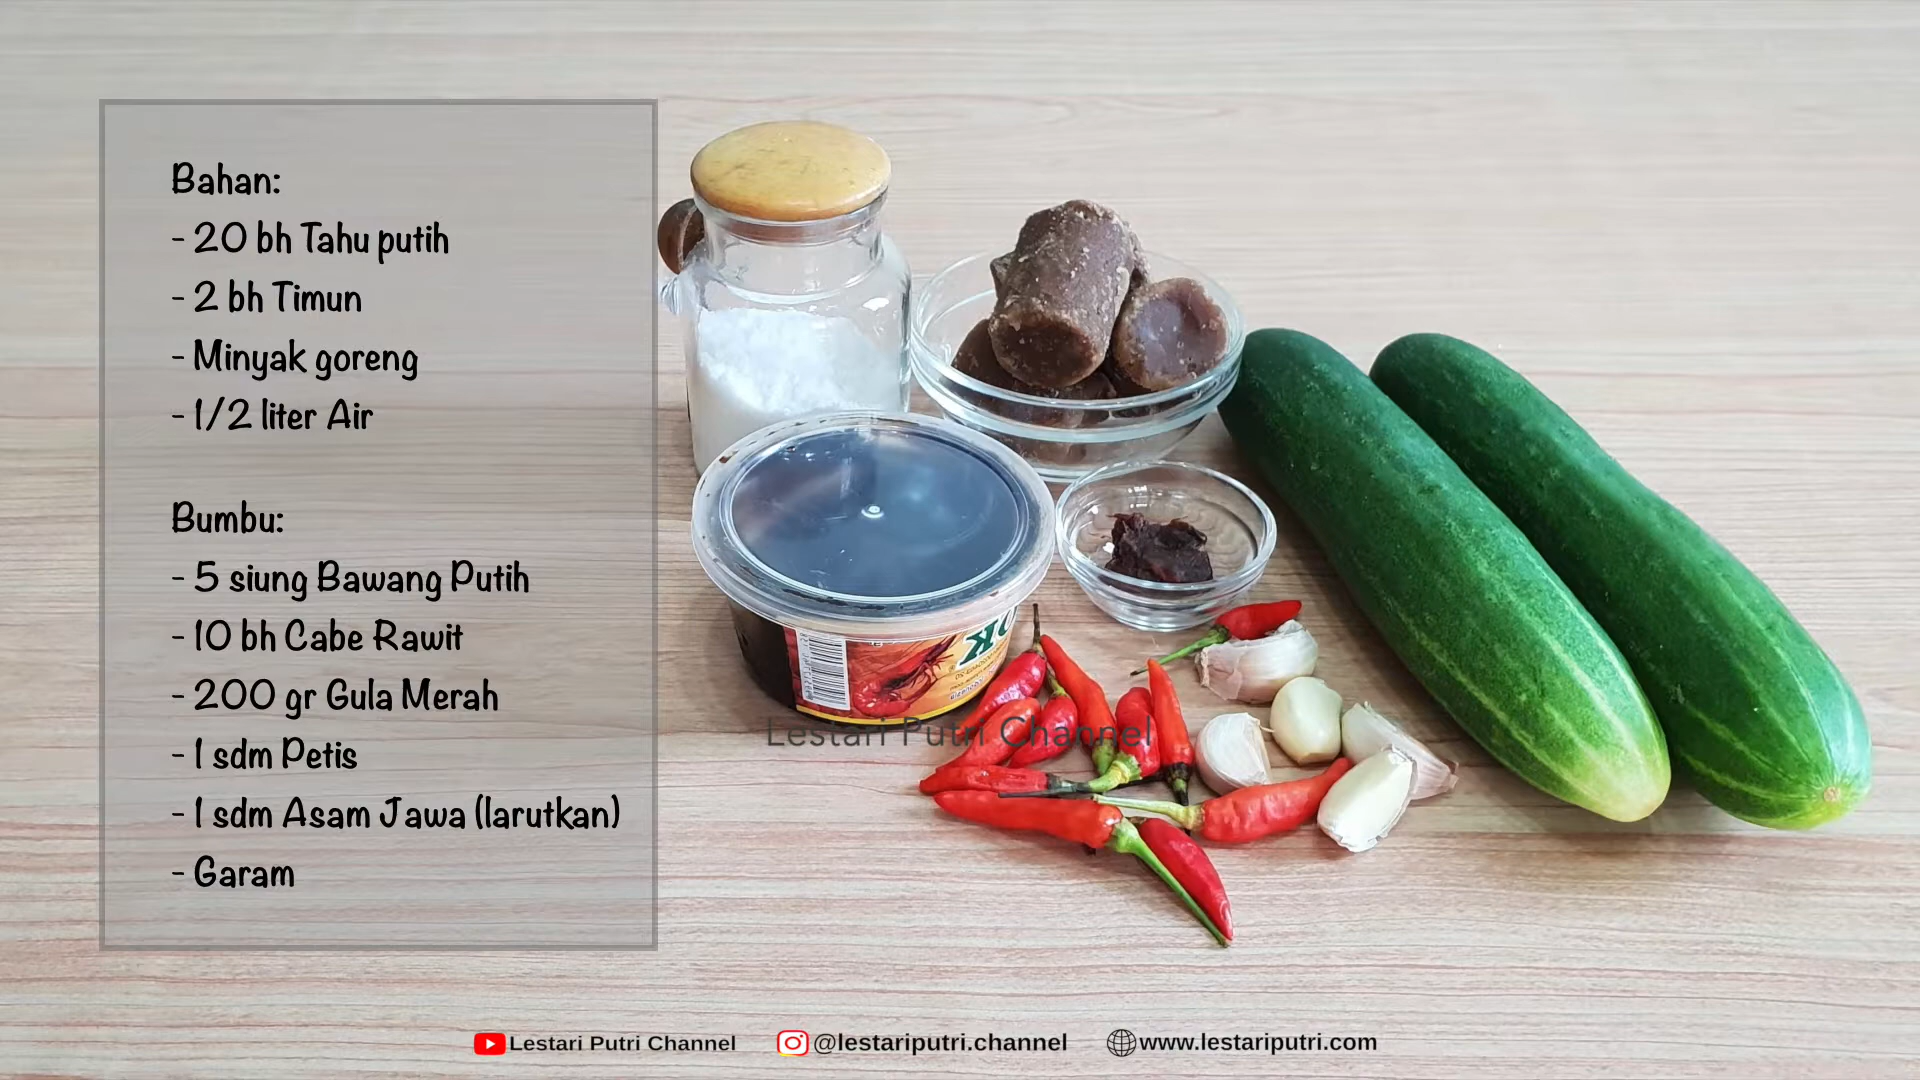 Bahan:
- 20 bh Tahu putih
- 2 bh Timun
- Minyak goreng
- 1/2 liter Air
Bumbu:
- 5 siung Bawang Putih
- 10 bh Cabe Rawit
- 200 gr Gula Merah
- 1 sdm Petis
- 1 sdm Asam Jawa (larutkan)
- Garam
Lestari Putri Channel
Lestari Putri Channel
@lestariputri.channel
www.lestariputri.com